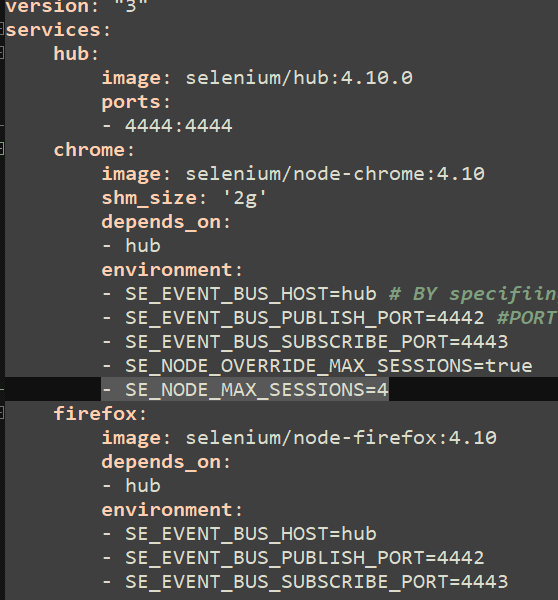 version: "3"
services:
    hub:
        image: selenium/hub:4.10.0
        ports:
        - 4444:4444
    chrome:
        image: selenium/node-chrome:4.10
        shm_size: '2g'
        depends_on:
        - hub
        environment:
        - SE_EVENT_BUS_HOST=hub # BY specifiin
        - SE_EVENT_BUS_PUBLISH_PORT=4442 #PORT
        - SE_EVENT_BUS_SUBSCRIBE_PORT=4443
        - SE_NODE_OVERRIDE_MAX_SESSIONS=true
        - SE_NODE_MAX_SESSIONS=4
    firefox:
        image: selenium/node-firefox:4.10
        depends_on:
        - hub
        environment:
        - SE_EVENT_BUS_HOST=hub
        - SE_EVENT_BUS_PUBLISH_PORT=4442
        - SE_EVENT_BUS_SUBSCRIBE_PORT=4443